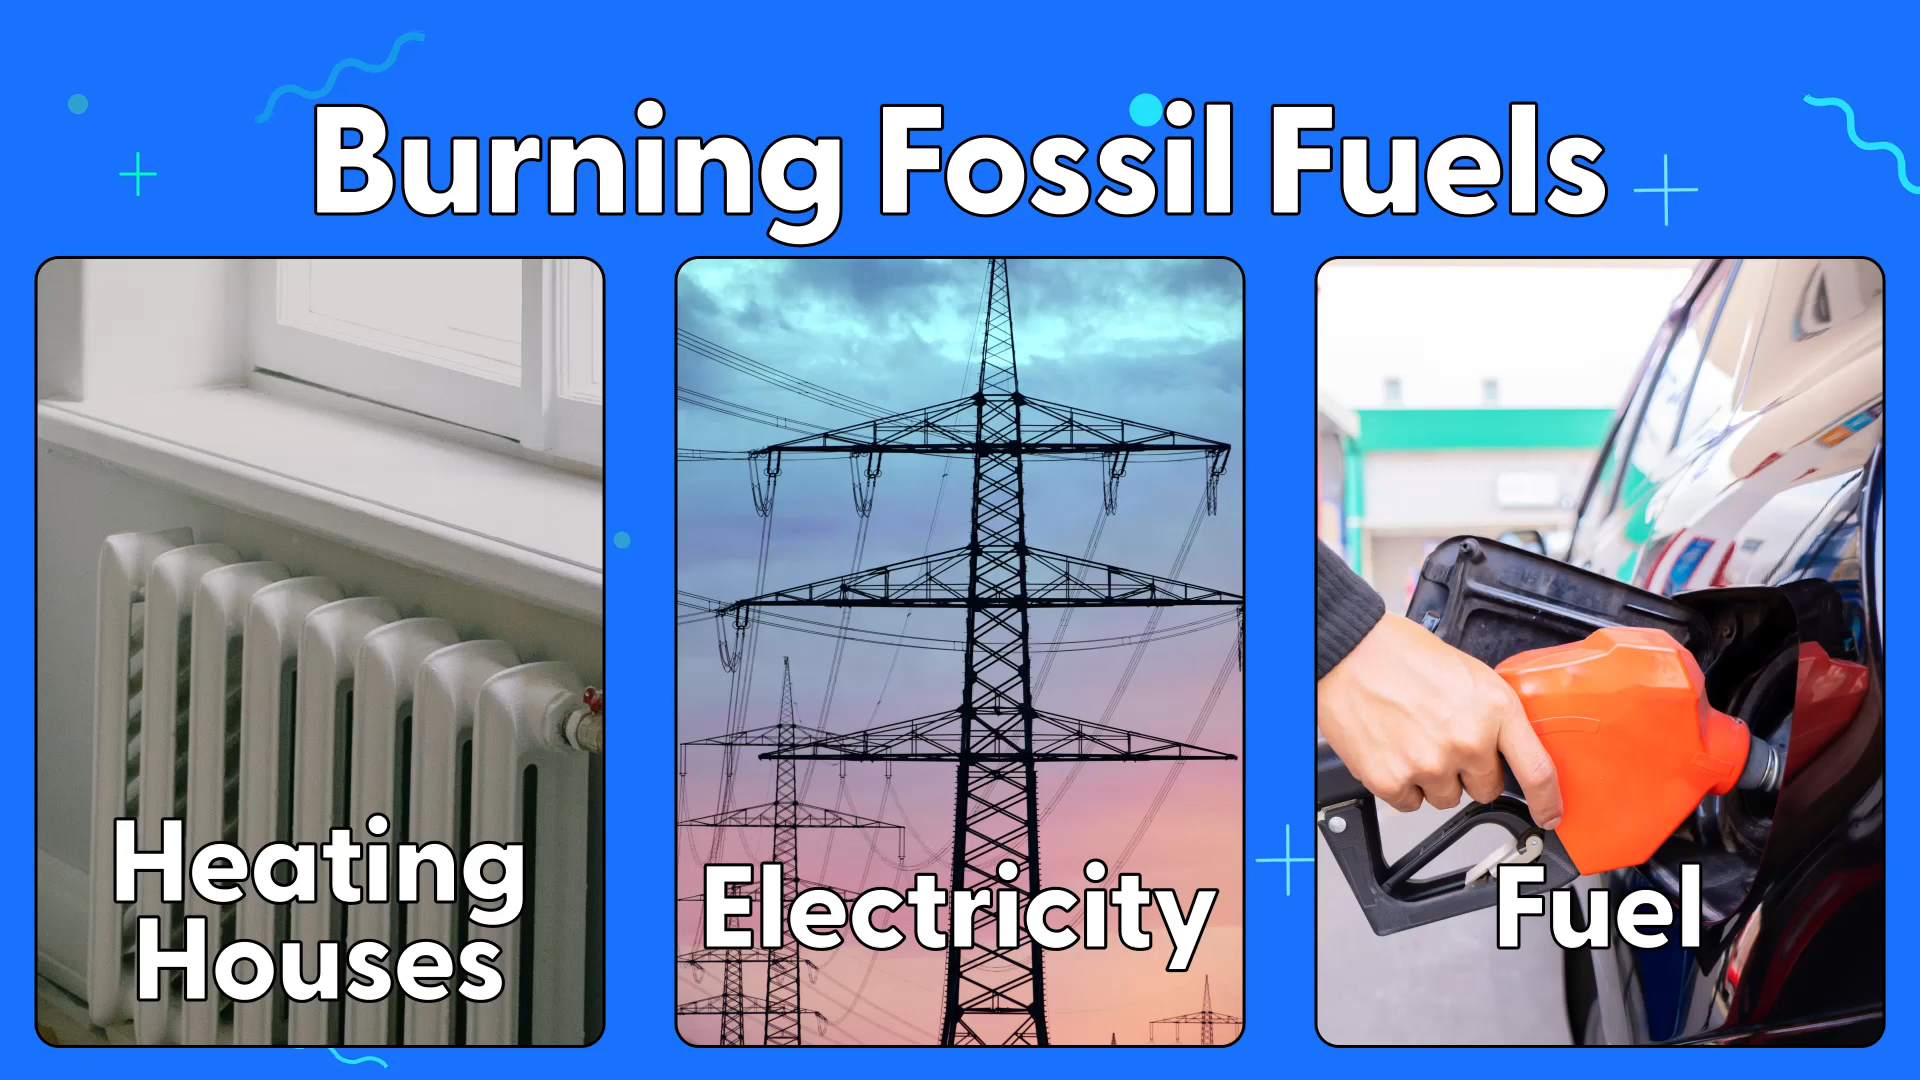 Burning Fossil Fuels
Heating
Houses
Electricity
Fuel